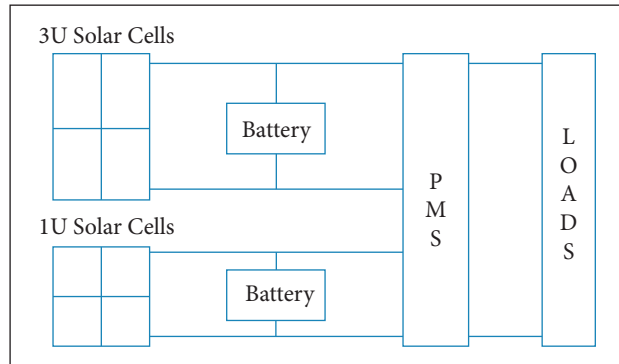 3U Solar Cells
Battery
1U Solar Cells
Battery
P
M
S
L
O
A
D
S